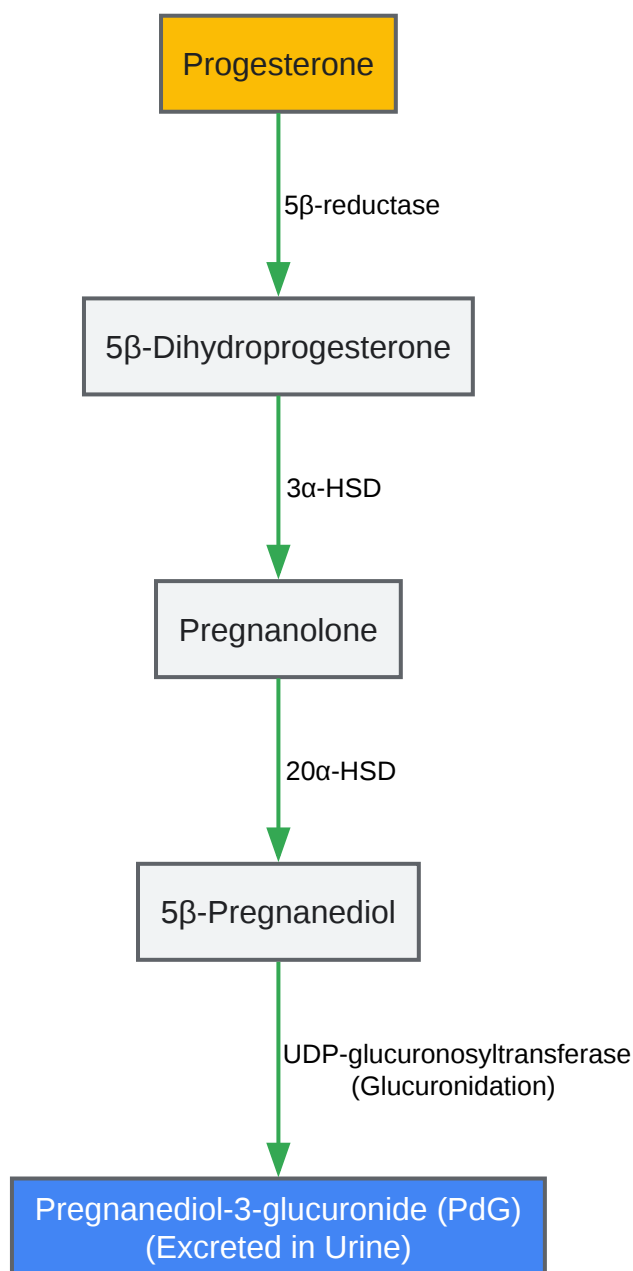 Progesterone
5β-reductase
5β-Dihydroprogesterone
3α-HSD
Pregnanolone
20α-HSD
5β-Pregnanediol
UDP-glucuronosyltransferase
(Glucuronidation)
Pregnanediol-3-glucuronide (PdG)
(Excreted in Urine)